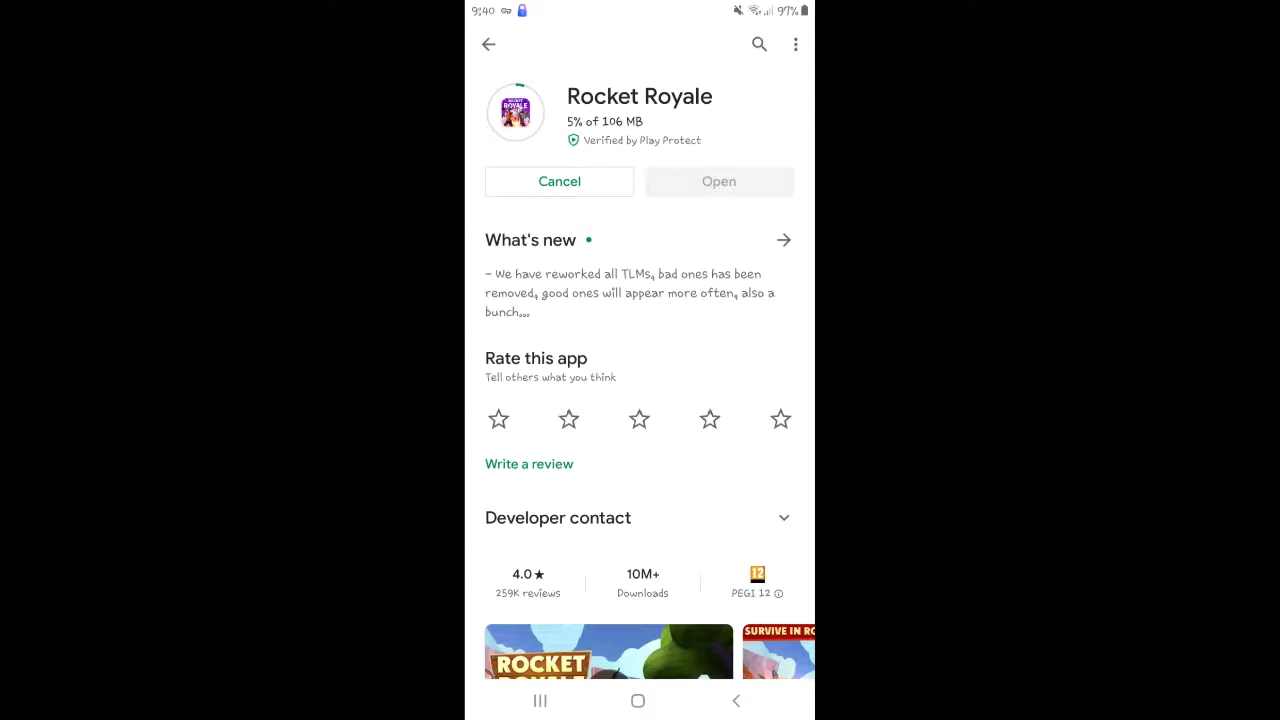 9:40
97%
Rocket Royale
5% of 106 MB
Verified by Play Protect
Cancel
Open
What's new
- We have reworked all TLMs, bad ones has been
removed, good ones will appear more often, also a
bunch...
Rate this app
Tell others what you think
Write a review
Developer contact
4.0★
10M+
12
259K reviews
Downloads
PEGI 12
ROCKET
ROYALE
SURVIVE IN RO